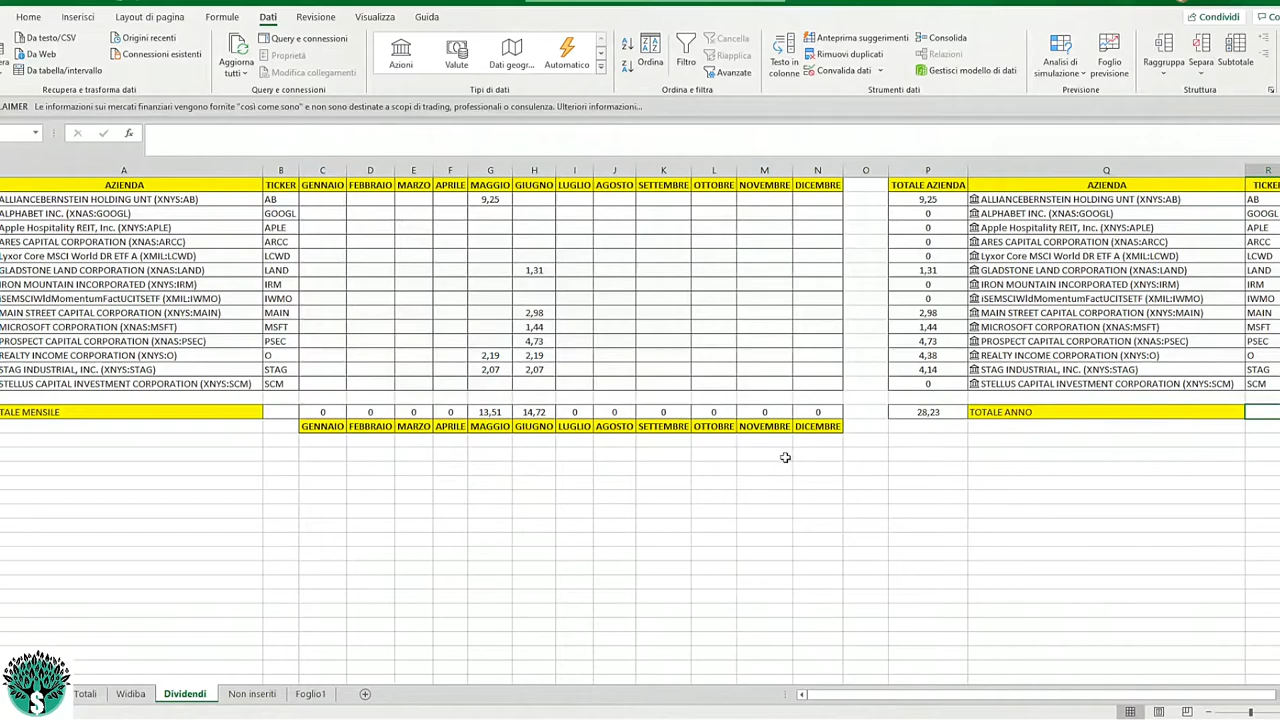 Home Inserisci Layout di pagina Formule Dati Revisione Visualizza Guida Condividi Co
Da testo/CSV Origini recenti
Da Web Connessioni esistenti
Da tabella/intervallo
Recupera e trasforma dati
Aggiorna tutti
Query e connessioni
Proprietà
Modifica collegamenti
Query e connessioni
Azioni Valute Dati geogr... Automatico
Tipi di dati
Ordina Filtro
Cancella
Riapplica
Avanzate
Ordina e filtra
Testo in colonne
Anteprima suggerimenti
Rimuovi duplicati
Convalida dati
Consolida
Relazioni
Gestisci modello di dati
Strumenti dati
Analisi di simulazione Foglio previsione
Previsione
Raggruppa Separa Subtotale
Struttura
LAIMER Le informazioni sui mercati finanziari vengono fornite "così come sono" e non sono destinate a scopi di trading, professionali o consulenza. Ulteriori informazioni...
fx
A B C D E F G H I J K L M N O P Q R
AZIENDA TICKER GENNAIO FEBBRAIO MARZO APRILE MAGGIO GIUGNO LUGLIO AGOSTO SETTEMBRE OTTOBRE NOVEMBRE DICEMBRE TOTALE AZIENDA AZIENDA TICKE
ALLIANCEBERNSTEIN HOLDING UNT (XNYS:AB) AB 9,25 9,25 ALLIANCEBERNSTEIN HOLDING UNT (XNYS:AB) AB
ALPHABET INC. (XNAS:GOOGL) GOOGL 0 ALPHABET INC. (XNAS:GOOGL) GOOG
Apple Hospitality REIT, Inc. (XNYS:APLE) APLE 0 Apple Hospitality REIT, Inc. (XNYS:APLE) APLE
ARES CAPITAL CORPORATION (XNAS:ARCC) ARCC 0 ARES CAPITAL CORPORATION (XNAS:ARCC) ARCC
Lyxor Core MSCI World DR ETF A (XMIL:LCWD) LCWD 0 Lyxor Core MSCI World DR ETF A (XMIL:LCWD) LCWD
GLADSTONE LAND CORPORATION (XNAS:LAND) LAND 1,31 1,31 GLADSTONE LAND CORPORATION (XNAS:LAND) LAND
IRON MOUNTAIN INCORPORATED (XNYS:IRM) IRM 0 IRON MOUNTAIN INCORPORATED (XNYS:IRM) IRM
iSEMSCIWldMomentumFactUCITSETF (XMIL:IWMO) IWMO 0 iSEMSCIWldMomentumFactUCITSETF (XMIL:IWMO) IWMO
MAIN STREET CAPITAL CORPORATION (XNYS:MAIN) MAIN 2,98 2,98 MAIN STREET CAPITAL CORPORATION (XNYS:MAIN) MAIN
MICROSOFT CORPORATION (XNAS:MSFT) MSFT 1,44 1,44 MICROSOFT CORPORATION (XNAS:MSFT) MSFT
PROSPECT CAPITAL CORPORATION (XNAS:PSEC) PSEC 4,73 4,73 PROSPECT CAPITAL CORPORATION (XNAS:PSEC) PSEC
REALTY INCOME CORPORATION (XNYS:O) O 2,19 2,19 4,38 REALTY INCOME CORPORATION (XNYS:O) O
STAG INDUSTRIAL, INC. (XNYS:STAG) STAG 2,07 2,07 4,14 STAG INDUSTRIAL, INC. (XNYS:STAG) STAG
STELLUS CAPITAL INVESTMENT CORPORATION (XNYS:SCM) SCM 0 STELLUS CAPITAL INVESTMENT CORPORATION (XNYS:SCM) SCM
TALE MENSILE 0 0 0 0 13,51 14,72 0 0 0 0 0 0 28,23 TOTALE ANNO
GENNAIO FEBBRAIO MARZO APRILE MAGGIO GIUGNO LUGLIO AGOSTO SETTEMBRE OTTOBRE NOVEMBRE DICEMBRE
Totali Widiba Dividendi Non inseriti Foglio1